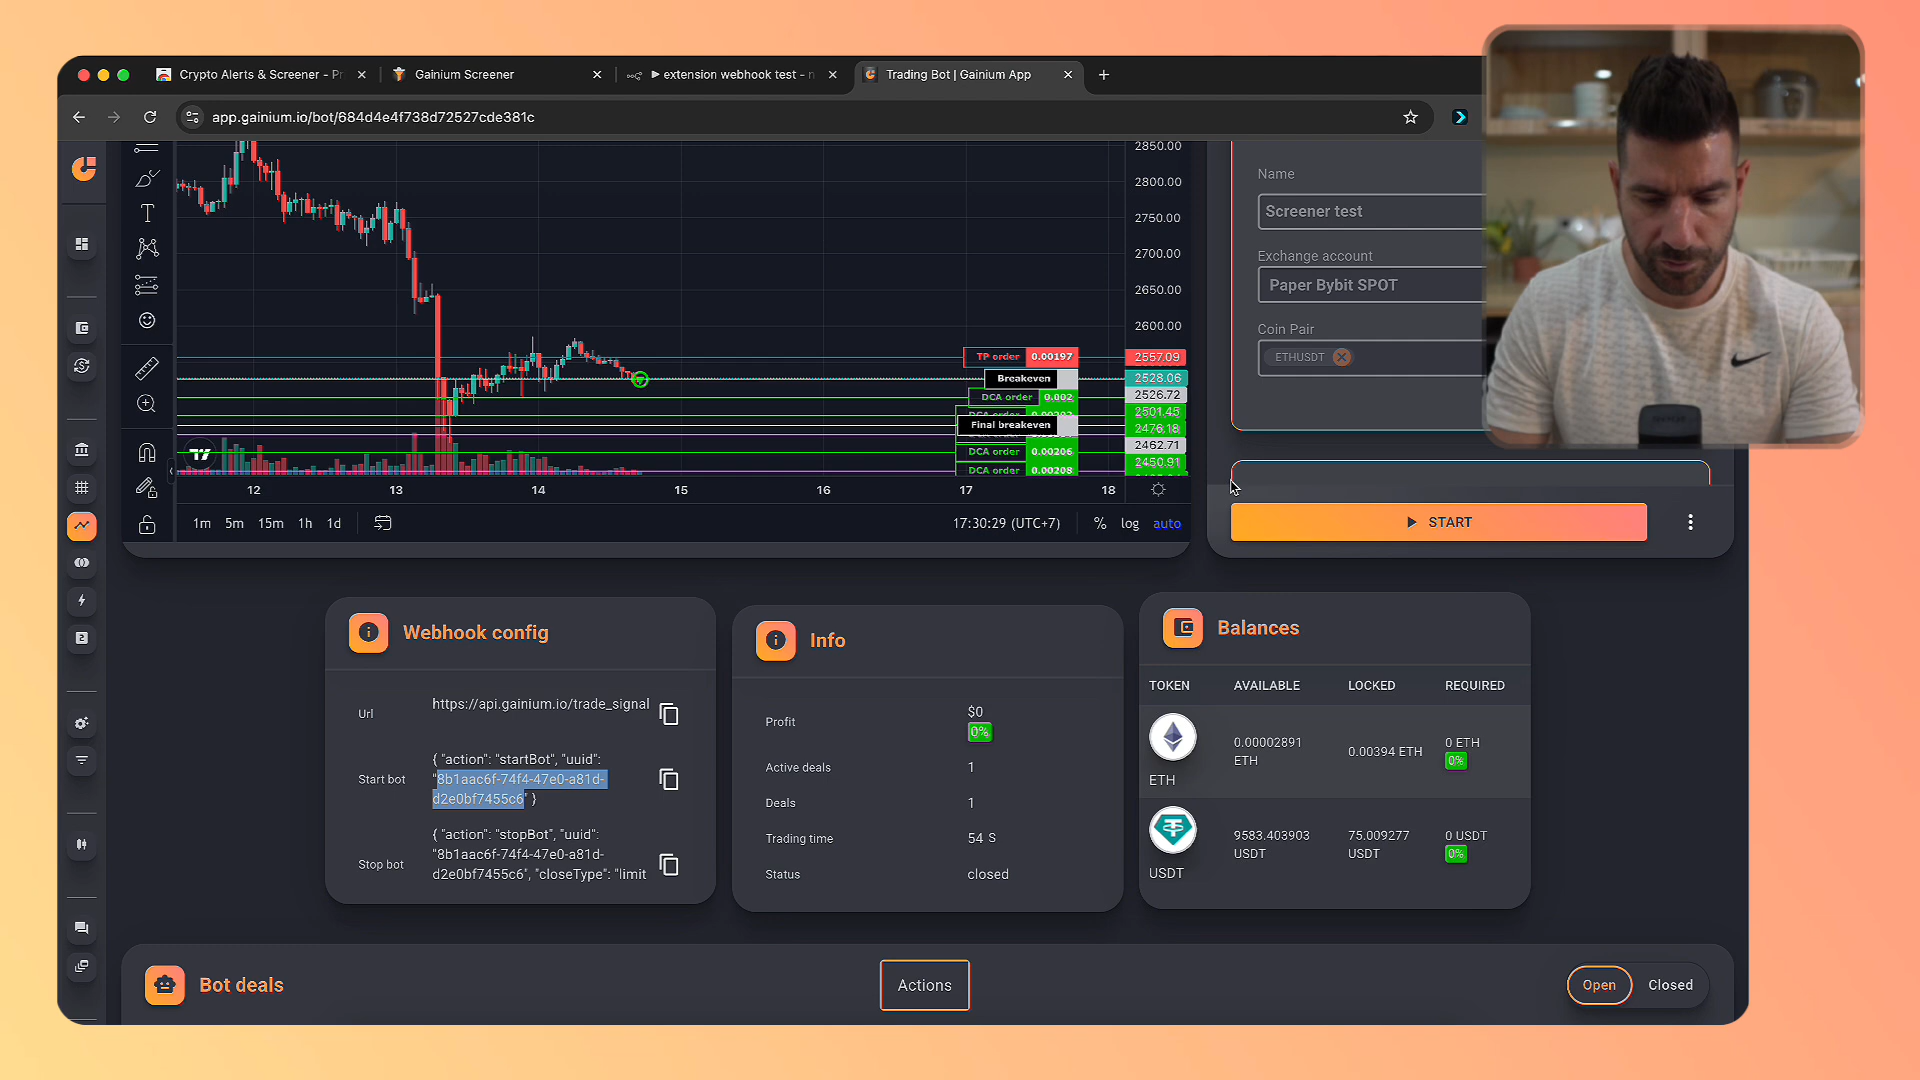 Crypto Alerts & Screener - Pr
Gainium Screener
extension webhook test - n
Trading Bot | Gainium App
app.gainium.io/bot/684d4e4f738d72527cde381c
2850.00
2800.00
2750.00
2700.00
2650.00
2600.00
TP order 0.00197 2557.09
Breakeven 2528.06
2526.72
DCA order 0.002 2501.45
2476.18
Final breakeven
2462.71
DCA order 0.00206 2450.91
DCA order 0.00208
12 13 14 15 16 17 18
1m 5m 15m 1h 1d
17:30:29 (UTC+7) % log auto
Name
Screener test
Exchange account
Paper Bybit SPOT
Coin Pair
ETHUSDT
START
Webhook config
Url
https://api.gainium.io/trade_signal
Start bot
{ "action": "startBot", "uuid":
"8b1aac6f-74f4-47e0-a81d-
d2e0bf7455c6" }
Stop bot
{ "action": "stopBot", "uuid":
"8b1aac6f-74f4-47e0-a81d-
d2e0bf7455c6", "closeType": "limit
Info
Profit
$0
0%
Active deals 1
Deals 1
Trading time 54 S
Status closed
Balances
TOKEN AVAILABLE LOCKED REQUIRED
ETH
0.00002891
ETH
0.00394 ETH
0 ETH
0%
USDT
9583.403903
USDT
75.009277
USDT
0 USDT
0%
Bot deals
Actions
Open
Closed